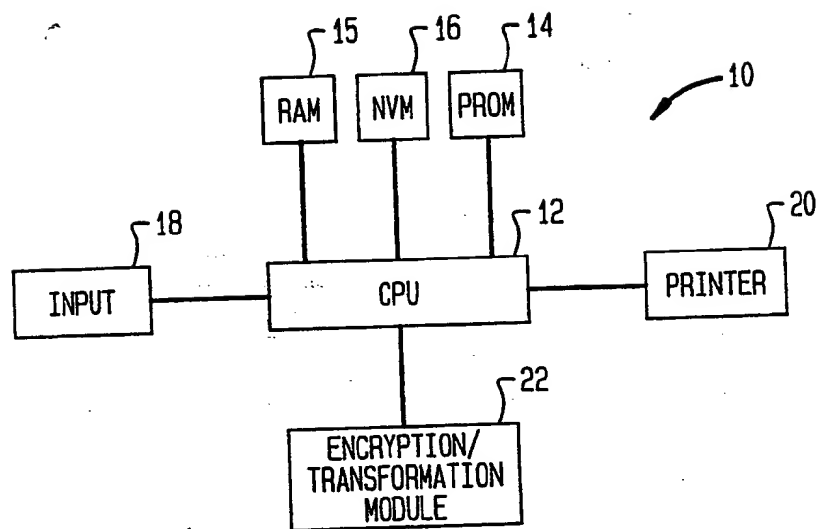 15
16
14
10
RAM
NVM
PROM
18
12
20
INPUT
CPU
PRINTER
22
ENCRYPTION/
TRANSFORMATION
MODULE